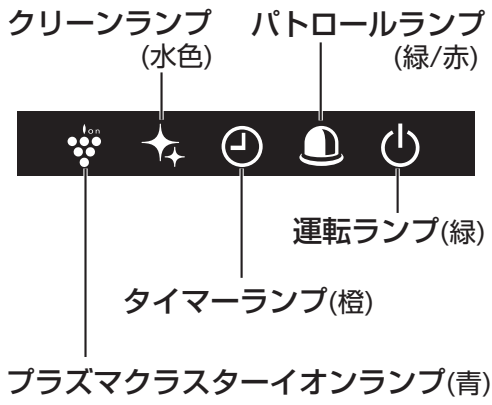 クリーンランプ
(水色)
パトロールランプ
(緑/赤)
ion
運転ランプ(緑)
タイマーランプ(橙)
プラズマクラスターイオンランプ(青)